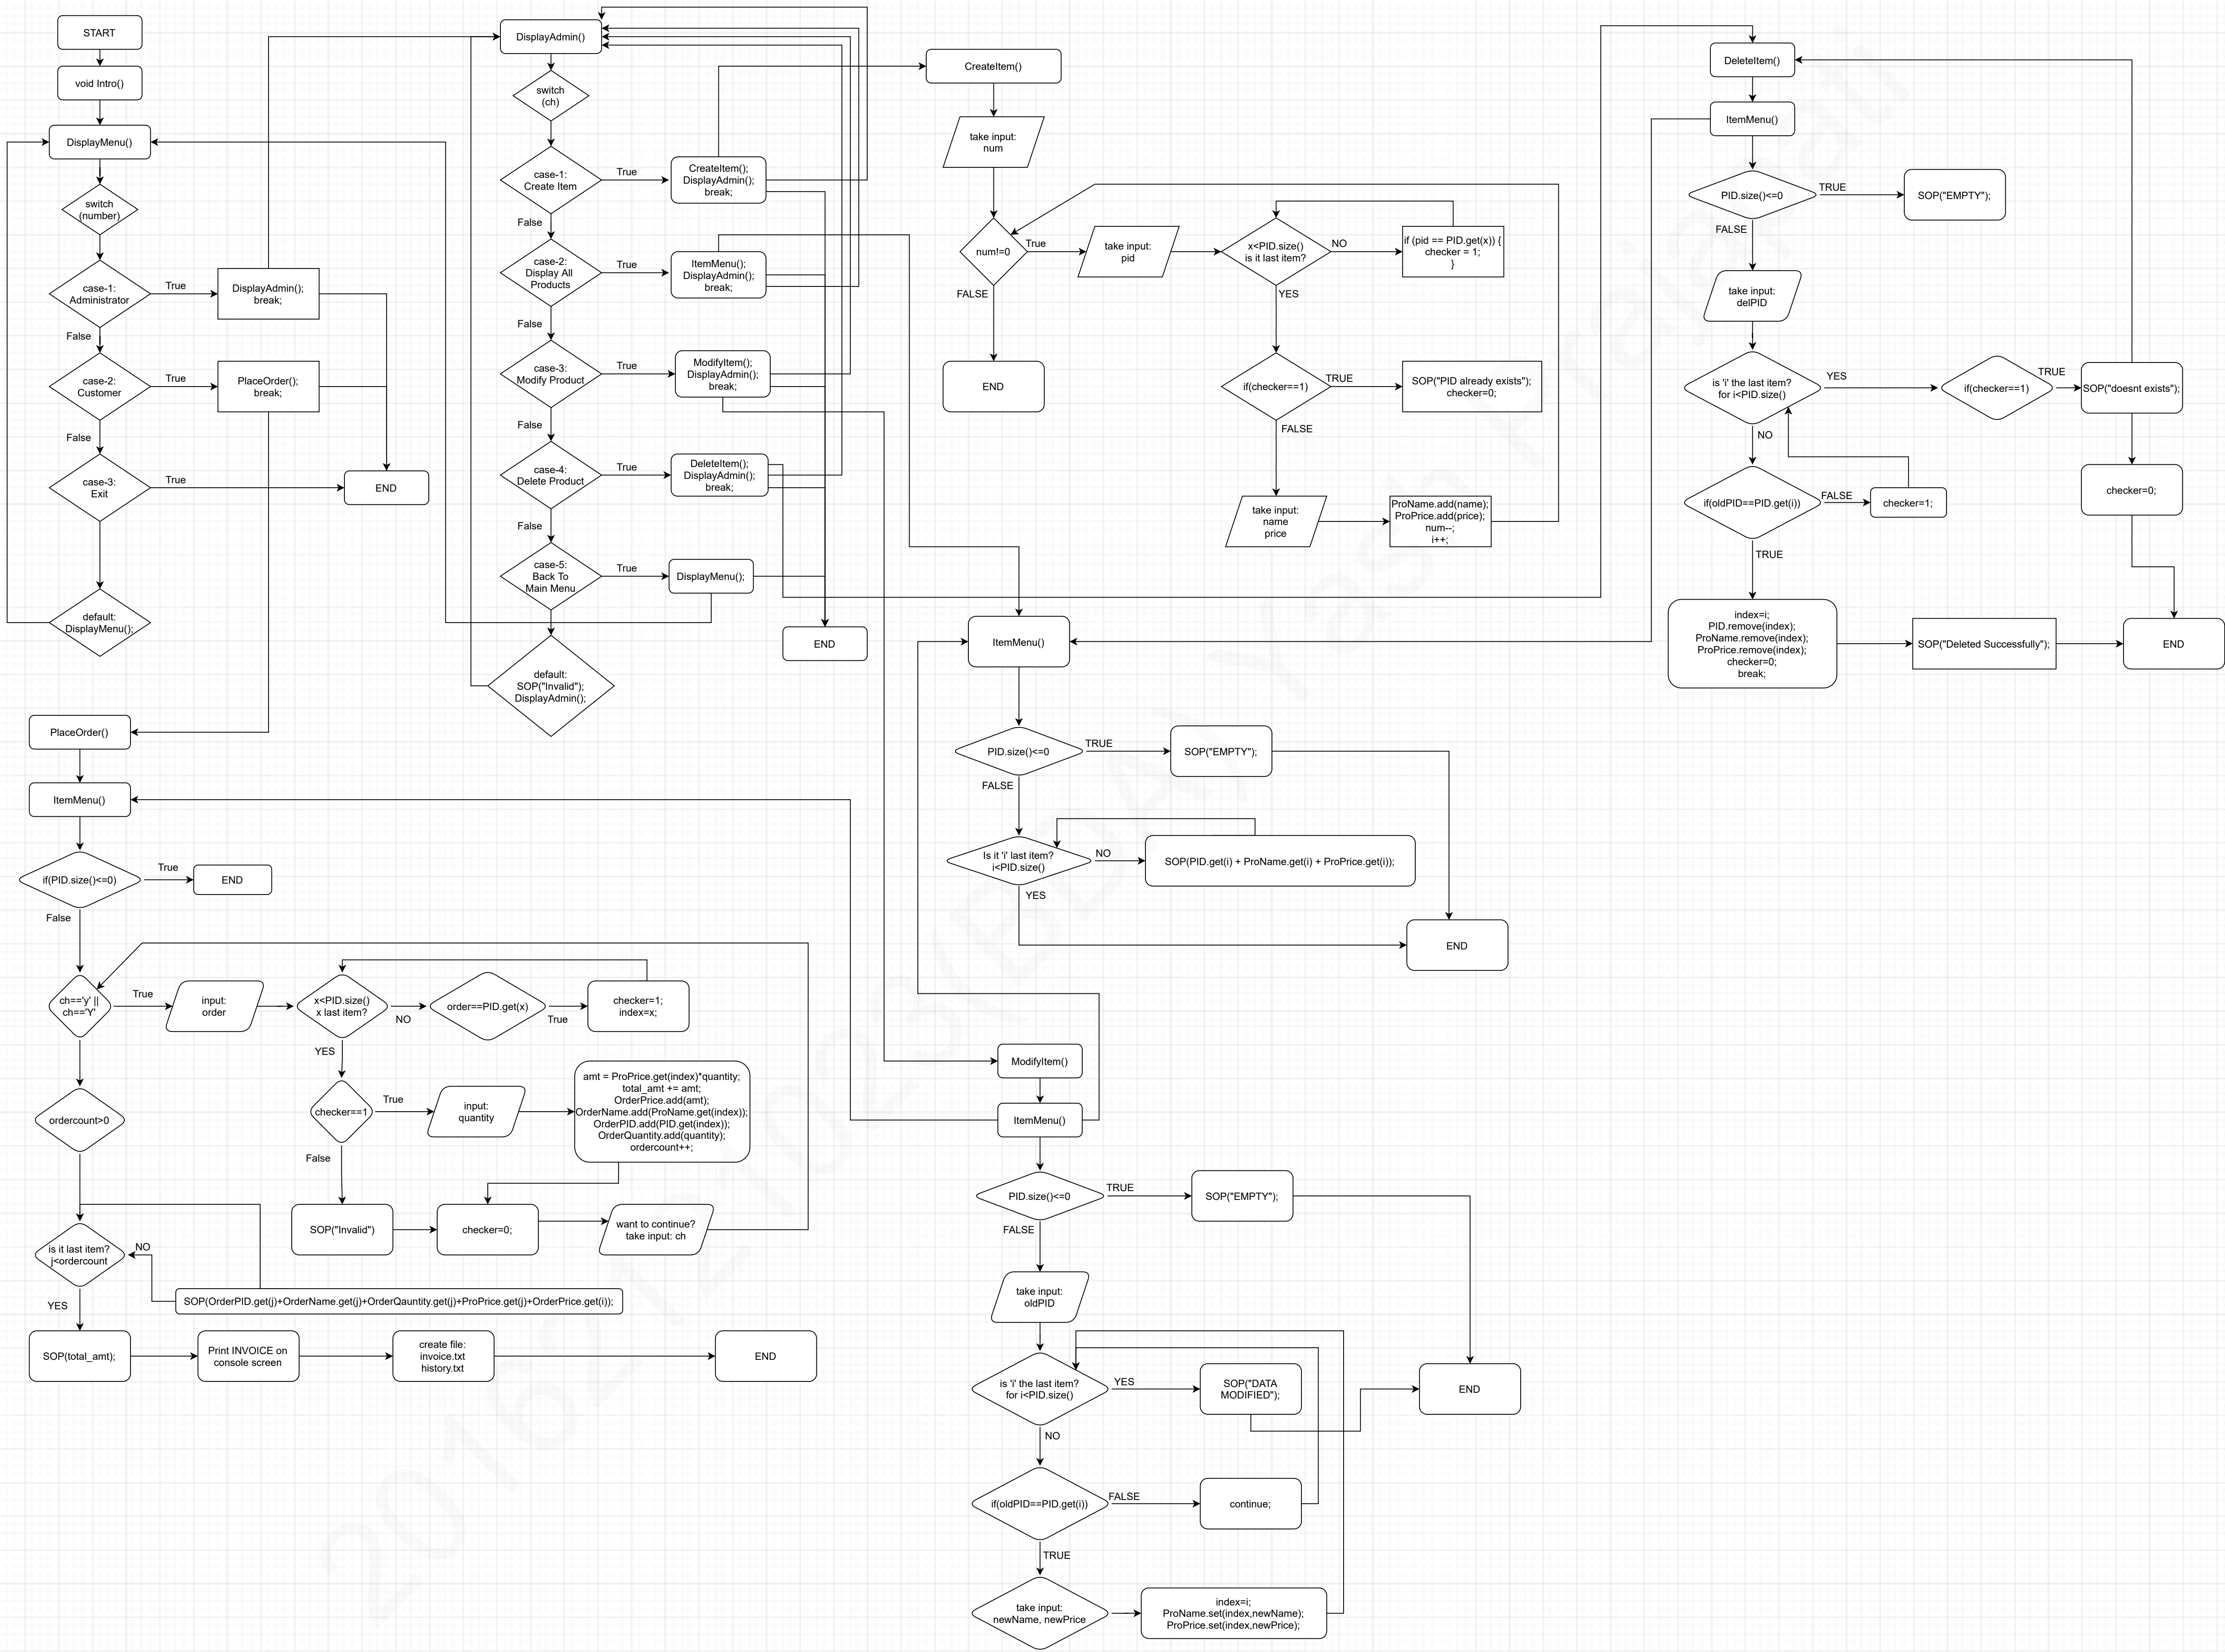 START
void Intro()
DisplayMenu()
switch
(number)
case-1:
Administrator
True
DisplayAdmin();
break;
False
case-2:
Customer
True
PlaceOrder();
break;
False
case-3:
Exit
True
END
default:
DisplayMenu();
DisplayAdmin()
switch
(ch)
case-1:
Create Item
True
CreateItem();
DisplayAdmin();
break;
False
case-2:
Display All
Products
True
ItemMenu();
DisplayAdmin();
break;
False
case-3:
Modify Product
True
ModifyItem();
DisplayAdmin();
break;
False
case-4:
Delete Product
True
DeleteItem();
DisplayAdmin();
break;
False
case-5:
Back To
Main Menu
True
DisplayMenu();
END
default:
SOP("Invalid");
DisplayAdmin();
CreateItem()
take input:
num
num!=0
True
FALSE
END
take input:
pid
x<PID.size()
is it last item?
NO
if (pid == PID.get(x)) {
checker = 1;
}
YES
if(checker==1)
TRUE
SOP("PID already exists");
checker=0;
FALSE
take input:
name
price
ProName.add(name);
ProPrice.add(price);
num--;
i++;
DeleteItem()
ItemMenu()
PID.size()<=0
TRUE
SOP("EMPTY");
FALSE
take input:
delPID
is 'i' the last item?
for i<PID.size()
YES
if(checker==1)
TRUE
SOP("doesnt exists");
checker=0;
NO
if(oldPID==PID.get(i))
FALSE
checker=1;
TRUE
index=i;
PID.remove(index);
ProName.remove(index);
ProPrice.remove(index);
checker=0;
break;
SOP("Deleted Successfully");
END
ItemMenu()
PID.size()<=0
TRUE
SOP("EMPTY");
FALSE
Is it 'i' last item?
i<PID.size()
NO
SOP(PID.get(i) + ProName.get(i) + ProPrice.get(i));
YES
END
PlaceOrder()
ItemMenu()
if(PID.size()<=0)
True
END
False
ch=='y' ||
ch=='Y'
True
input:
order
x<PID.size()
x last item?
NO
order==PID.get(x)
True
checker=1;
index=x;
YES
checker==1
True
input:
quantity
amt = ProPrice.get(index)*quantity;
total_amt += amt;
OrderPrice.add(amt);
OrderName.add(ProName.get(index));
OrderPID.add(PID.get(index));
OrderQuantity.add(quantity);
ordercount++;
False
SOP("Invalid")
checker=0;
want to continue?
take input: ch
ordercount>0
is it last item?
j<ordercount
NO
SOP(OrderPID.get(j)+OrderName.get(j)+OrderQauntity.get(j)+ProPrice.get(j)+OrderPrice.get(i));
YES
SOP(total_amt);
Print INVOICE on
console screen
create file:
invoice.txt
history.txt
END
ModifyItem()
ItemMenu()
PID.size()<=0
TRUE
SOP("EMPTY");
FALSE
take input:
oldPID
is 'i' the last item?
for i<PID.size()
YES
SOP("DATA
MODIFIED");
END
NO
if(oldPID==PID.get(i))
FALSE
continue;
TRUE
take input:
newName, newPrice
index=i;
ProName.set(index,newName);
ProPrice.set(index,newPrice);